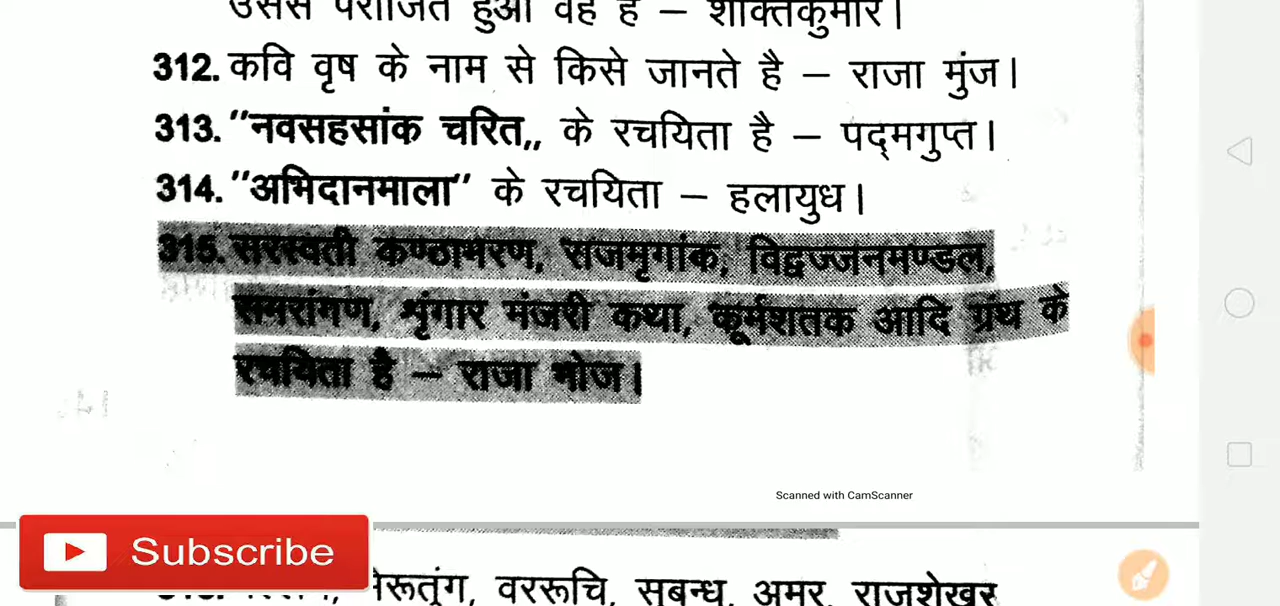 उससे पराजित हुआ वह है – शक्तिकुमार।
312. कवि वृष के नाम से किसे जानते है – राजा मुंज।
313. "नवसहसांक चरित,, के रचयिता है – पद्मगुप्त।
314. "अभिदानमाला" के रचयिता – हलायुध।
315. सरस्वती कण्ठाभरण, राजमृगांक, विद्वज्जनमण्डल,
समरांगण, श्रृंगार मंजरी कथा, कूर्मशतक आदि ग्रंथ के
रचयिता है – राजा भोज।
Scanned with CamScanner
Subscribe
मेरूतुंग, वररूचि, सुबन्धु, अमर, राजशेखर